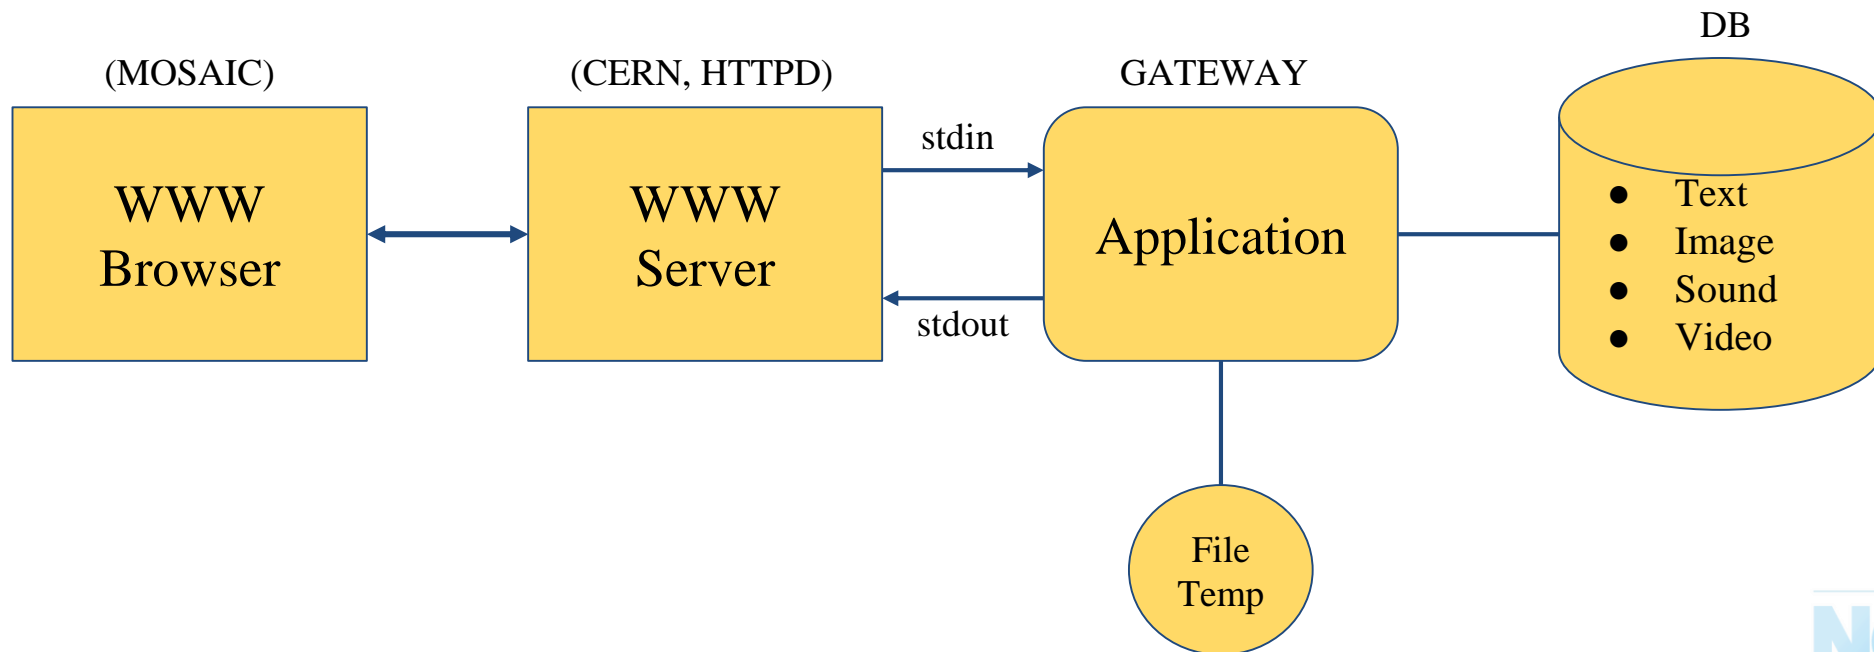 DB
(MOSAIC)
(CERN, HTTPD)
GATEWAY
WWW
Browser
WWW
Server
stdin
stdout
Application
● Text
● Image
● Sound
● Video
File
Temp